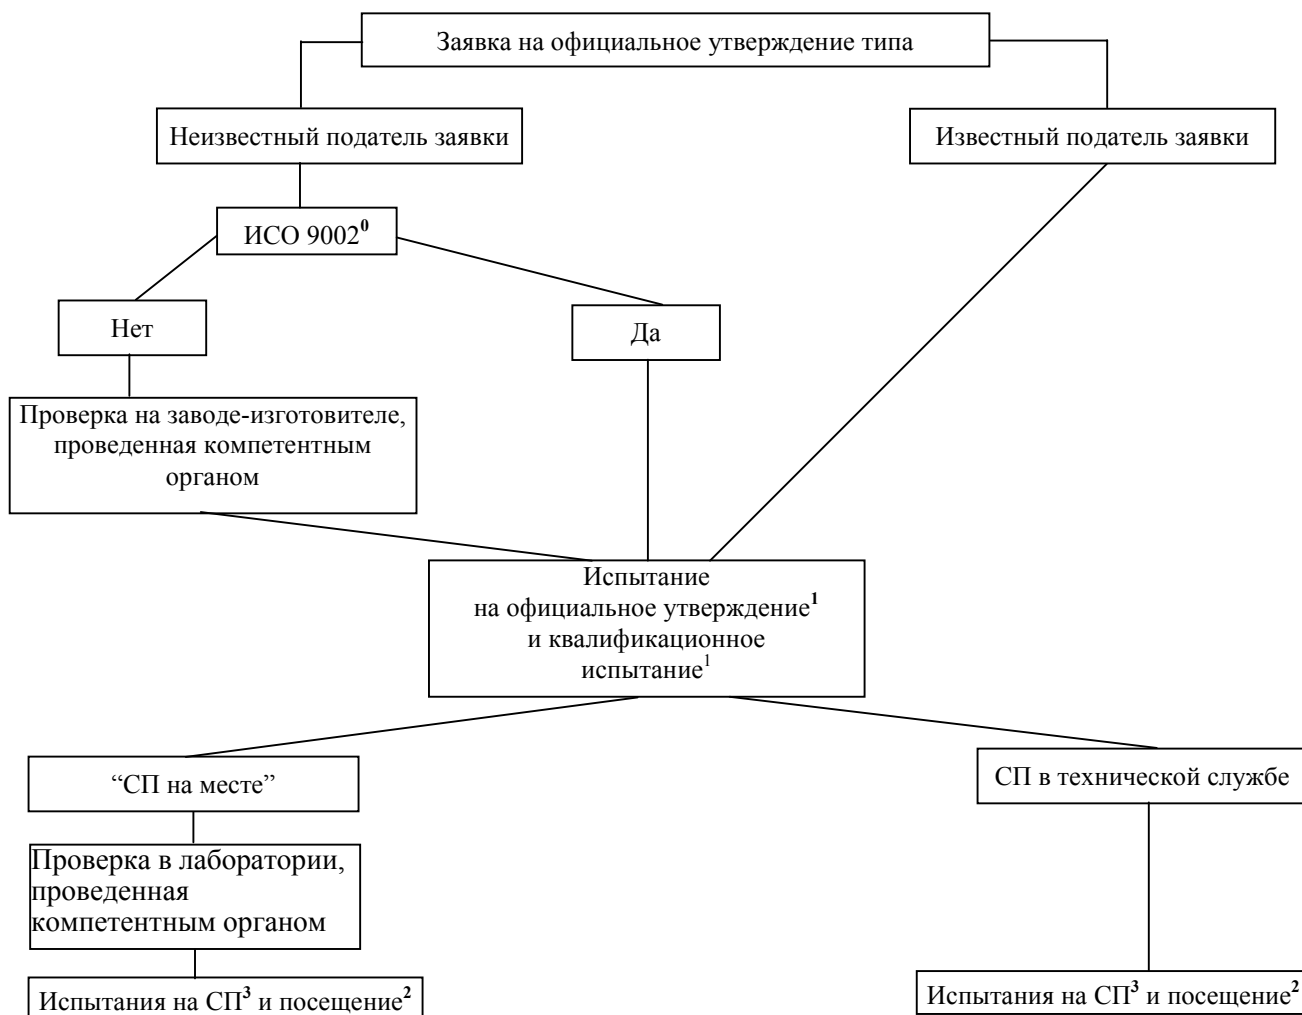 Заявка на официальное утверждение типа
Неизвестный податель заявки
Известный податель заявки
ИСО 9002⁰
Нет
Да
Проверка на заводе-изготовителе,
проведенная компетентным
органом
Испытание
на официальное утверждение¹
и квалификационное
испытание¹
“СП на месте”
СП в технической службе
Проверка в лаборатории,
проведенная
компетентным органом
Испытания на СП³ и посещение²
Испытания на СП³ и посещение²